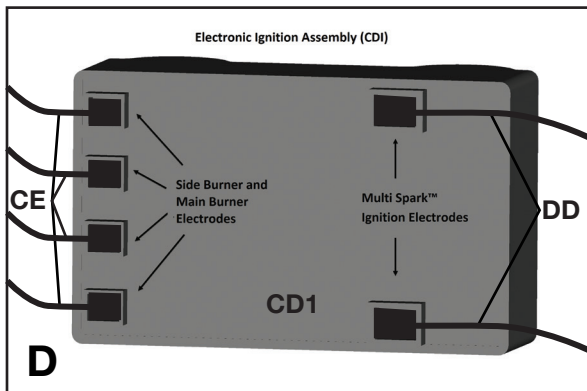 Electronic Ignition Assembly (CDI)
CE
Side Burner and
Main Burner
Electrodes
Multi Spark™
Ignition Electrodes
DD
CD1
D